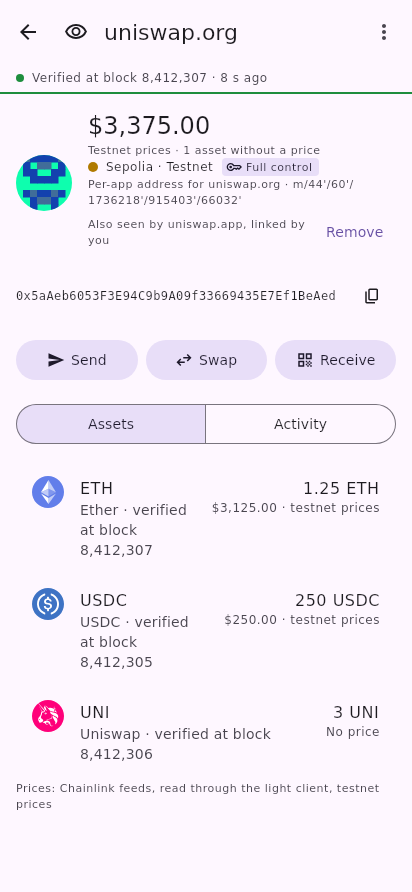 uniswap.org
Verified at block 8,412,307 · 8 s ago
$3,375.00
Testnet prices · 1 asset without a price
Sepolia · Testnet Full control
Per-app address for uniswap.org · m/44'/60'/
1736218'/915403'/66032'
Also seen by uniswap.app, linked by
you
Remove
0x5aAeb6053F3E94C9b9A09f33669435E7Ef1BeAed
Send Swap Receive
Assets Activity
ETH 1.25 ETH
Ether · verified $3,125.00 · testnet prices
at block
8,412,307
USDC 250 USDC
USDC · verified $250.00 · testnet prices
at block
8,412,305
UNI 3 UNI
Uniswap · verified at block No price
8,412,306
Prices: Chainlink feeds, read through the light client, testnet
prices